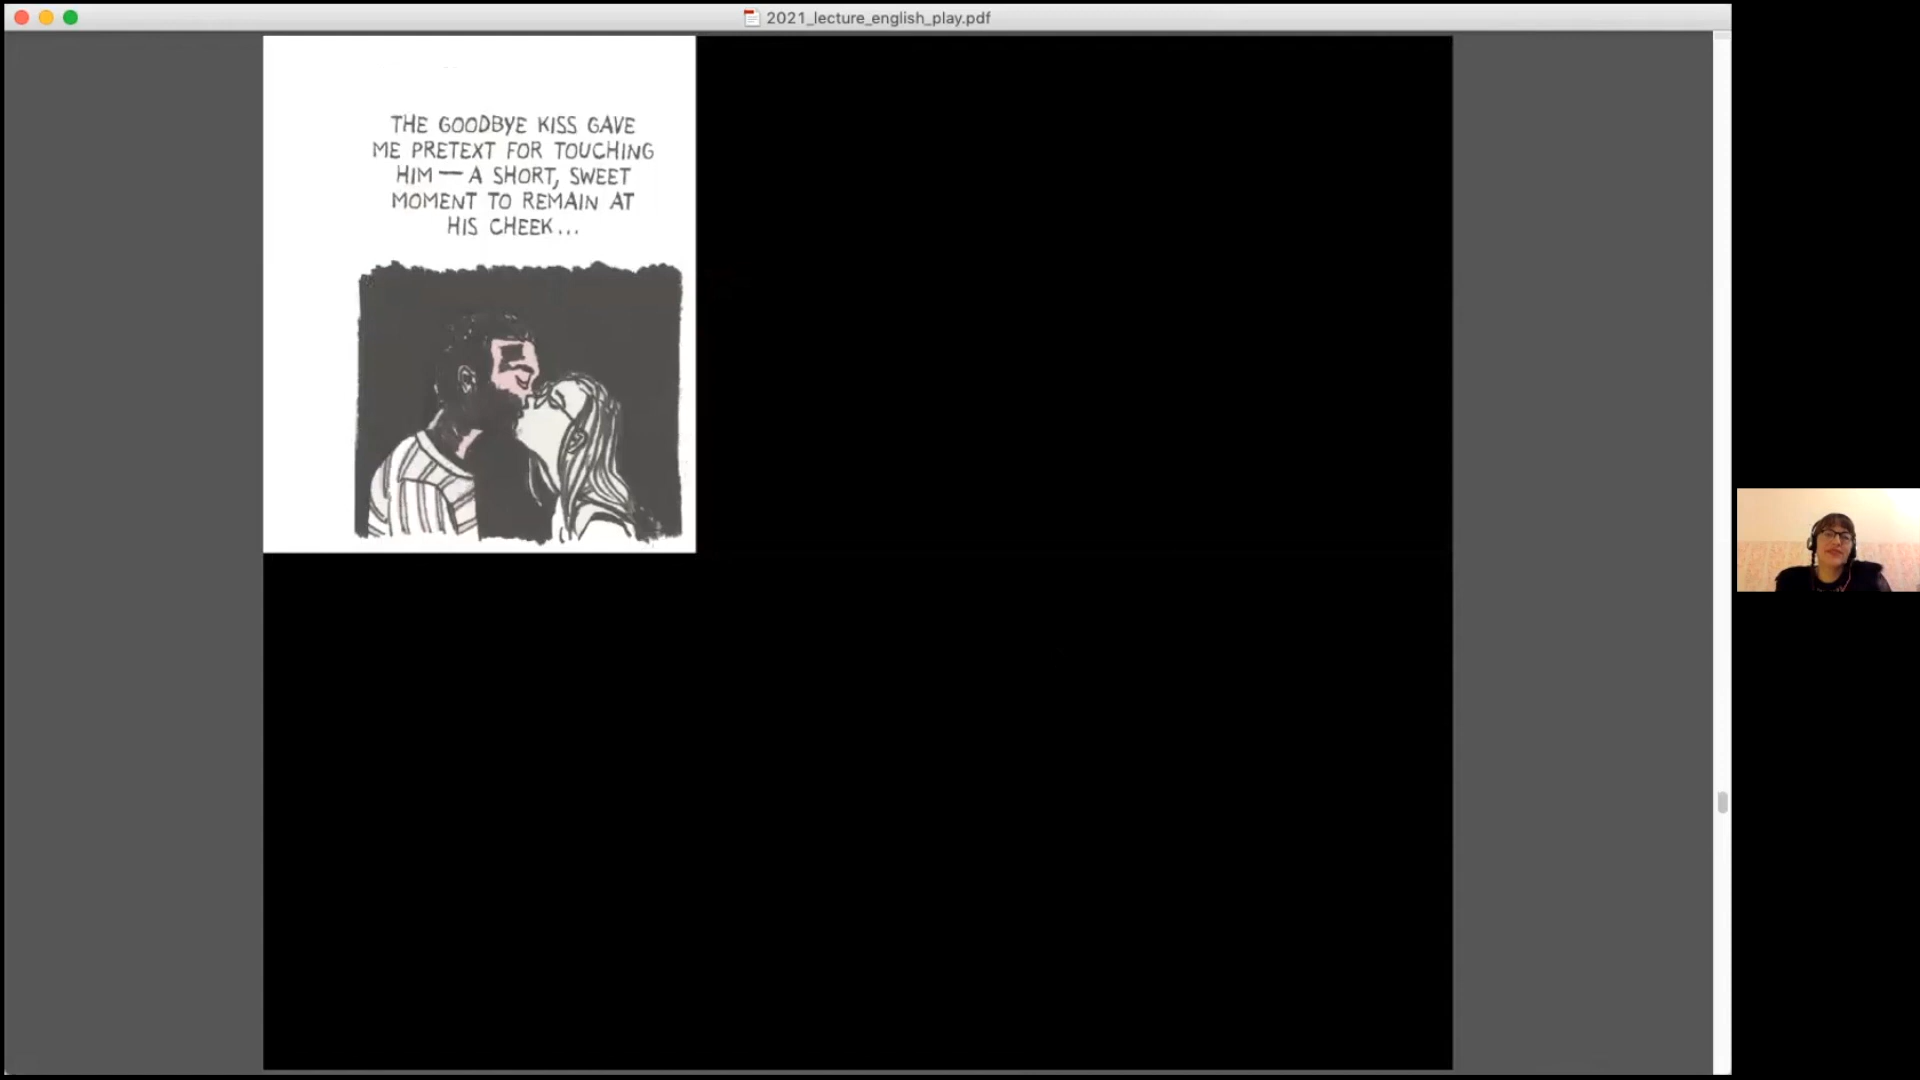 2021_lecture_english_play.pdf
THE GOODBYE KISS GAVE
ME PRETEXT FOR TOUCHING
HIM — A SHORT, SWEET
MOMENT TO REMAIN AT
HIS CHEEK...